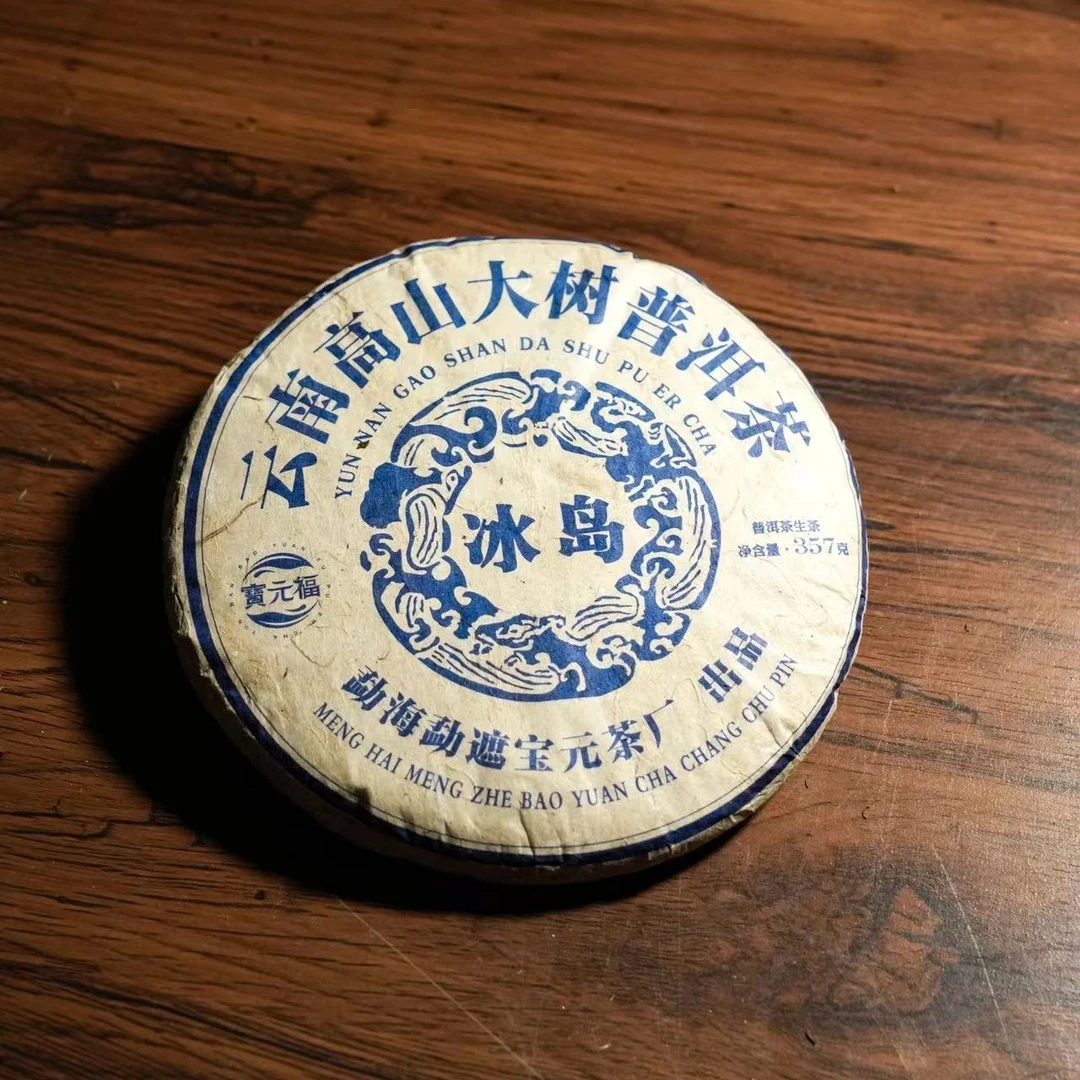 云南高山大树普洱茶
YUN NAN GAO SHAN DA SHU PU ER CHA
冰岛
普洱茶生茶
净含量·357克
寶元福
勐海勐遮宝元茶厂 出品
MENG HAI MENG ZHE BAO YUAN CHA CHANG CHU PIN